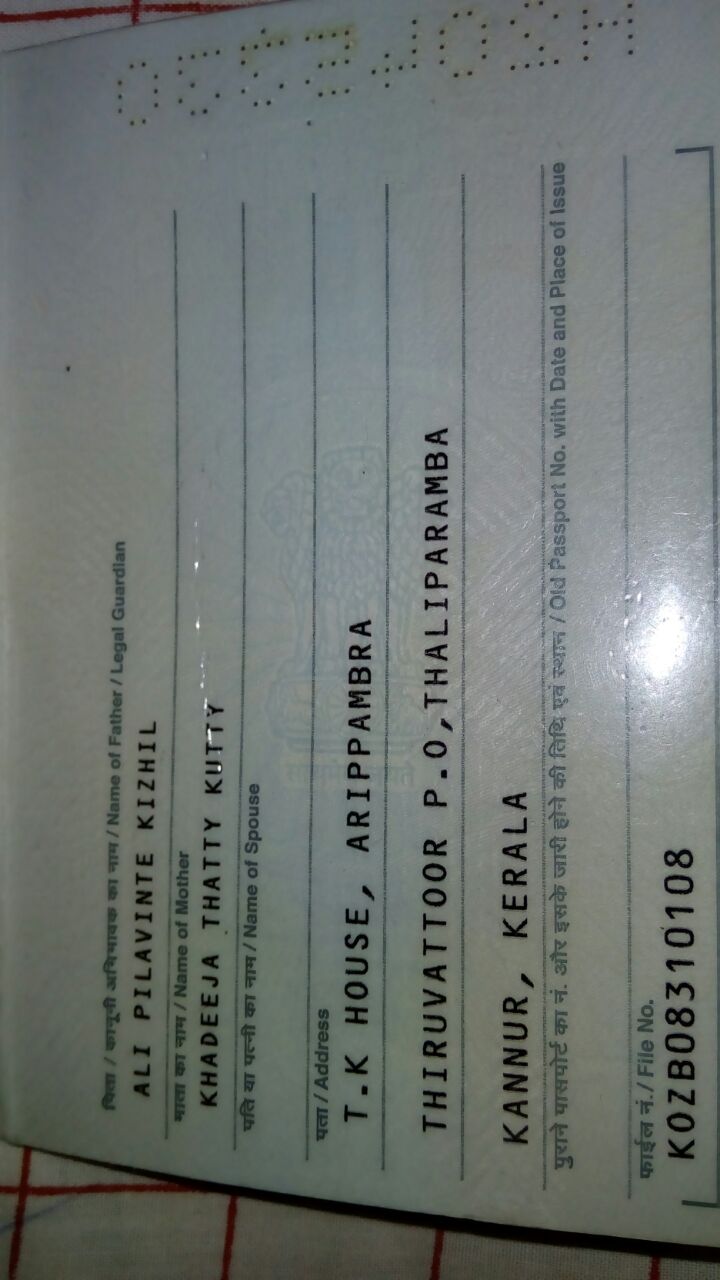 पिता / कानूनी अभिभावक का नाम / Name of Father / Legal Guardian
ALI PILAVINTE KIZHIL
माता का नाम / Name of Mother
KHADEEJA THATTY KUTTY
पति या पत्नी का नाम / Name of Spouse
पता / Address
T.K HOUSE, ARIPPAMBRA
THIRUVATTOOR P.O,THALIPARAMBA
KANNUR, KERALA
पुराने पासपोर्ट का नं. और इसके जारी होने की तिथि एवं स्थान / Old Passport No. with Date and Place of Issue
फाईल नं./ File No.
KOZB08310108